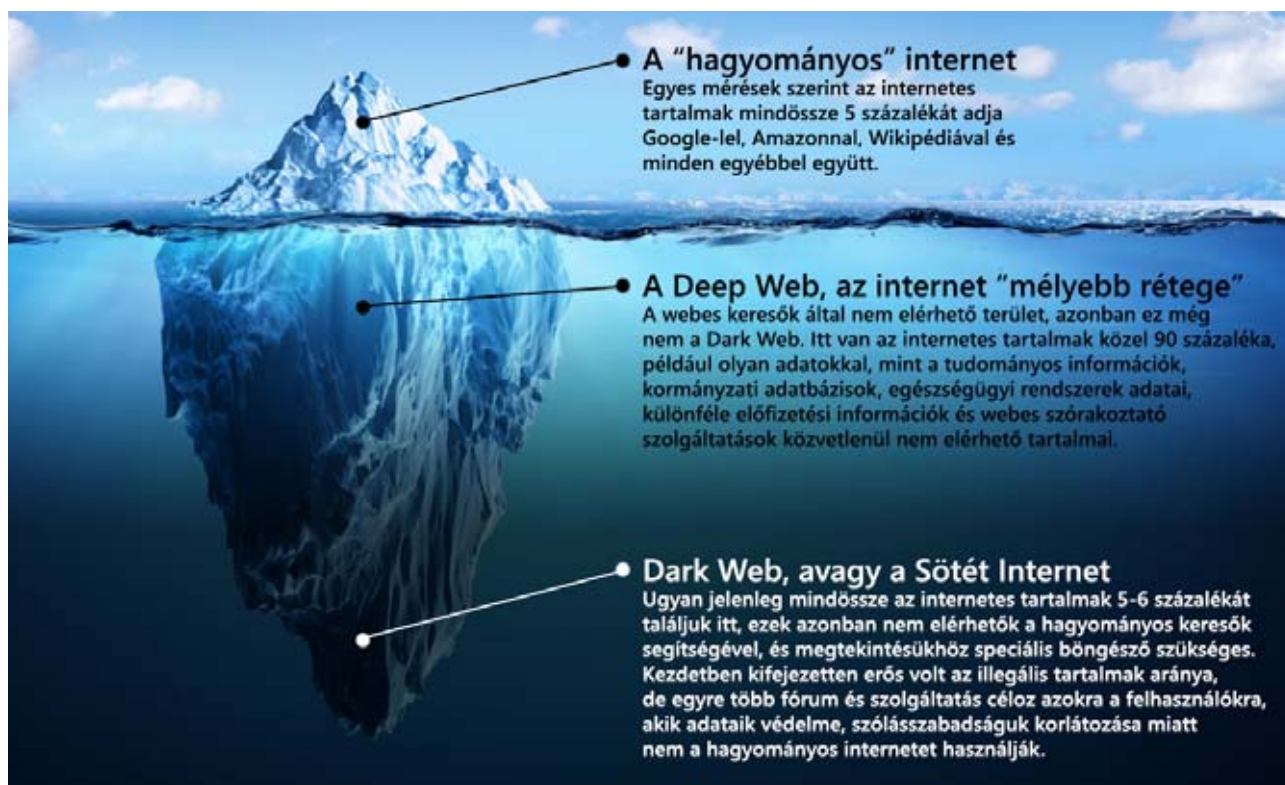 A “hagyományos” internet
Egyes mérések szerint az internetes
tartalmak mindössze 5 százalékát adja
Google-lel, Amazonnal, Wikipédiával és
minden egyébbel együtt.
A Deep Web, az internet “mélyebb rétege”
A webes keresők által nem elérhető terület, azonban ez még
nem a Dark Web. Itt van az internetes tartalmak közel 90 százaléka,
például olyan adatokkal, mint a tudományos információk,
kormányzati adatbázisok, egészségügyi rendszerek adatai,
különféle előfizetési információk és webes szórakoztató
szolgáltatások közvetlenül nem elérhető tartalmai.
Dark Web, avagy a Sötét Internet
Ugyan jelenleg mindössze az internetes tartalmak 5-6 százalékát
találjuk itt, ezek azonban nem elérhetők a hagyományos keresők
segítségével, és megtekintésükhöz speciális böngésző szükséges.
Kezdetben kifejezetten erős volt az illegális tartalmak aránya,
de egyre több fórum és szolgáltatás céloz azokra a felhasználókra,
akik adataik védelme, szólásszabadságuk korlátozása miatt
nem a hagyományos internetet használják.